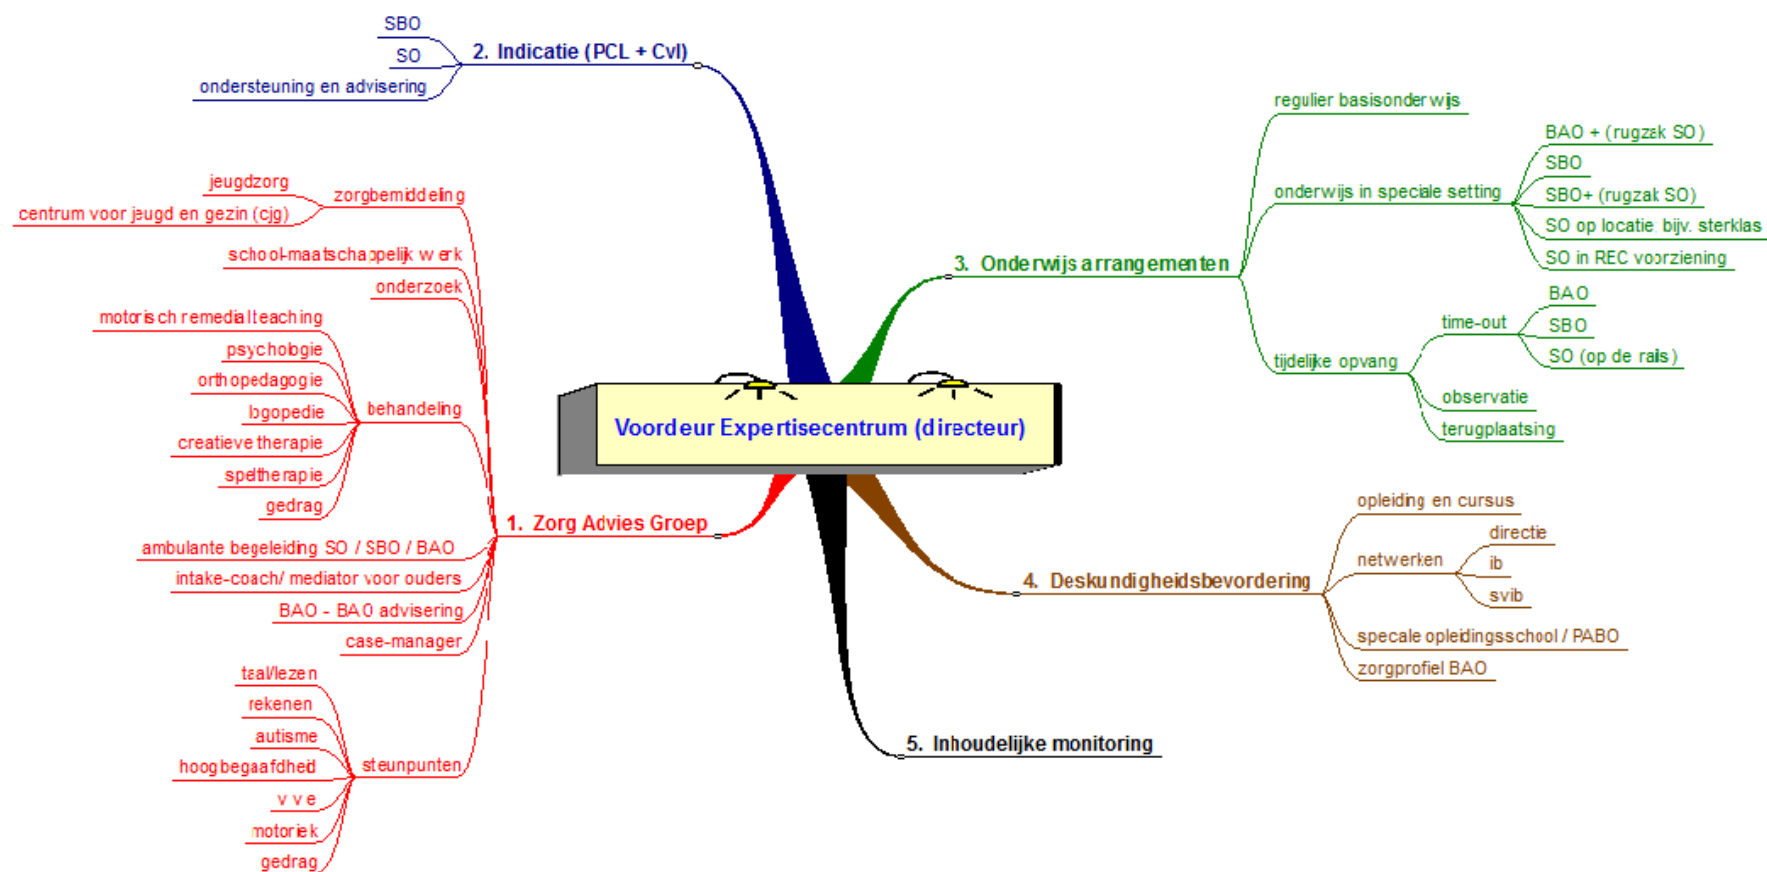 SBO
SO
ondersteuning en advisering
2. Indicatie (PCL + CvI)
jeugdzorg
centrum voor jeugd en gezin (cjg)
zorgbemiddeling
school-maatschappelijk werk
onderzoek
motorisch remedial teaching
psychologie
orthopedagogie
logopedie
creatieve therapie
speltherapie
gedrag
behandeling
1. Zorg Advies Groep
ambulante begeleiding SO / SBO / BAO
intake-coach/ mediator voor ouders
BAO - BAO advisering
case-manager
taal/lezen
rekenen
autisme
hoogbegaafdheid
v v e
motoriek
gedrag
steunpunten
Voordeur Expertisecentrum (directeur)
3. Onderwijsarrangementen
regulier basisonderwijs
onderwijs in speciale setting
BAO + (rugzak SO)
SBO
SBO+ (rugzak SO)
SO op locatie: bijv. sterklas
SO in REC voorziening
tijdelijke opvang
time-out
BAO
SBO
SO (op de rails)
observatie
terugplaatsing
4. Deskundigheidsbevordering
opleiding en cursus
netwerken
directie
ib
svib
specale opleidingsschool / PABO
zorgprofiel BAO
5. Inhoudelijke monitoring